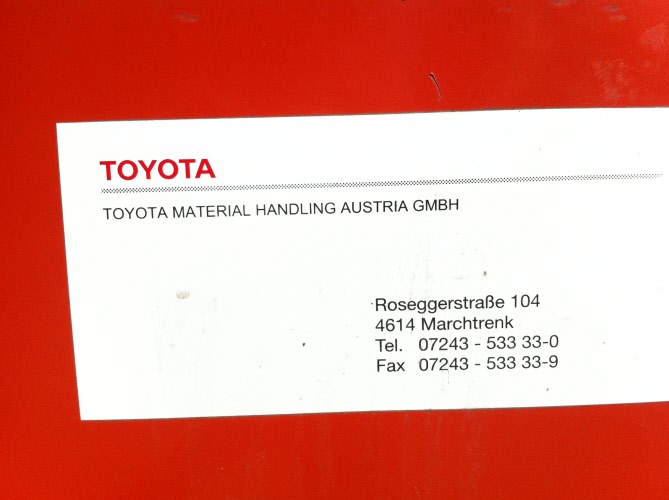 TOYOTA
TOYOTA MATERIAL HANDLING AUSTRIA GMBH
Roseggerstraße 104
4614 Marchtrenk
Tel. 07243 - 533 33-0
Fax 07243 - 533 33-9